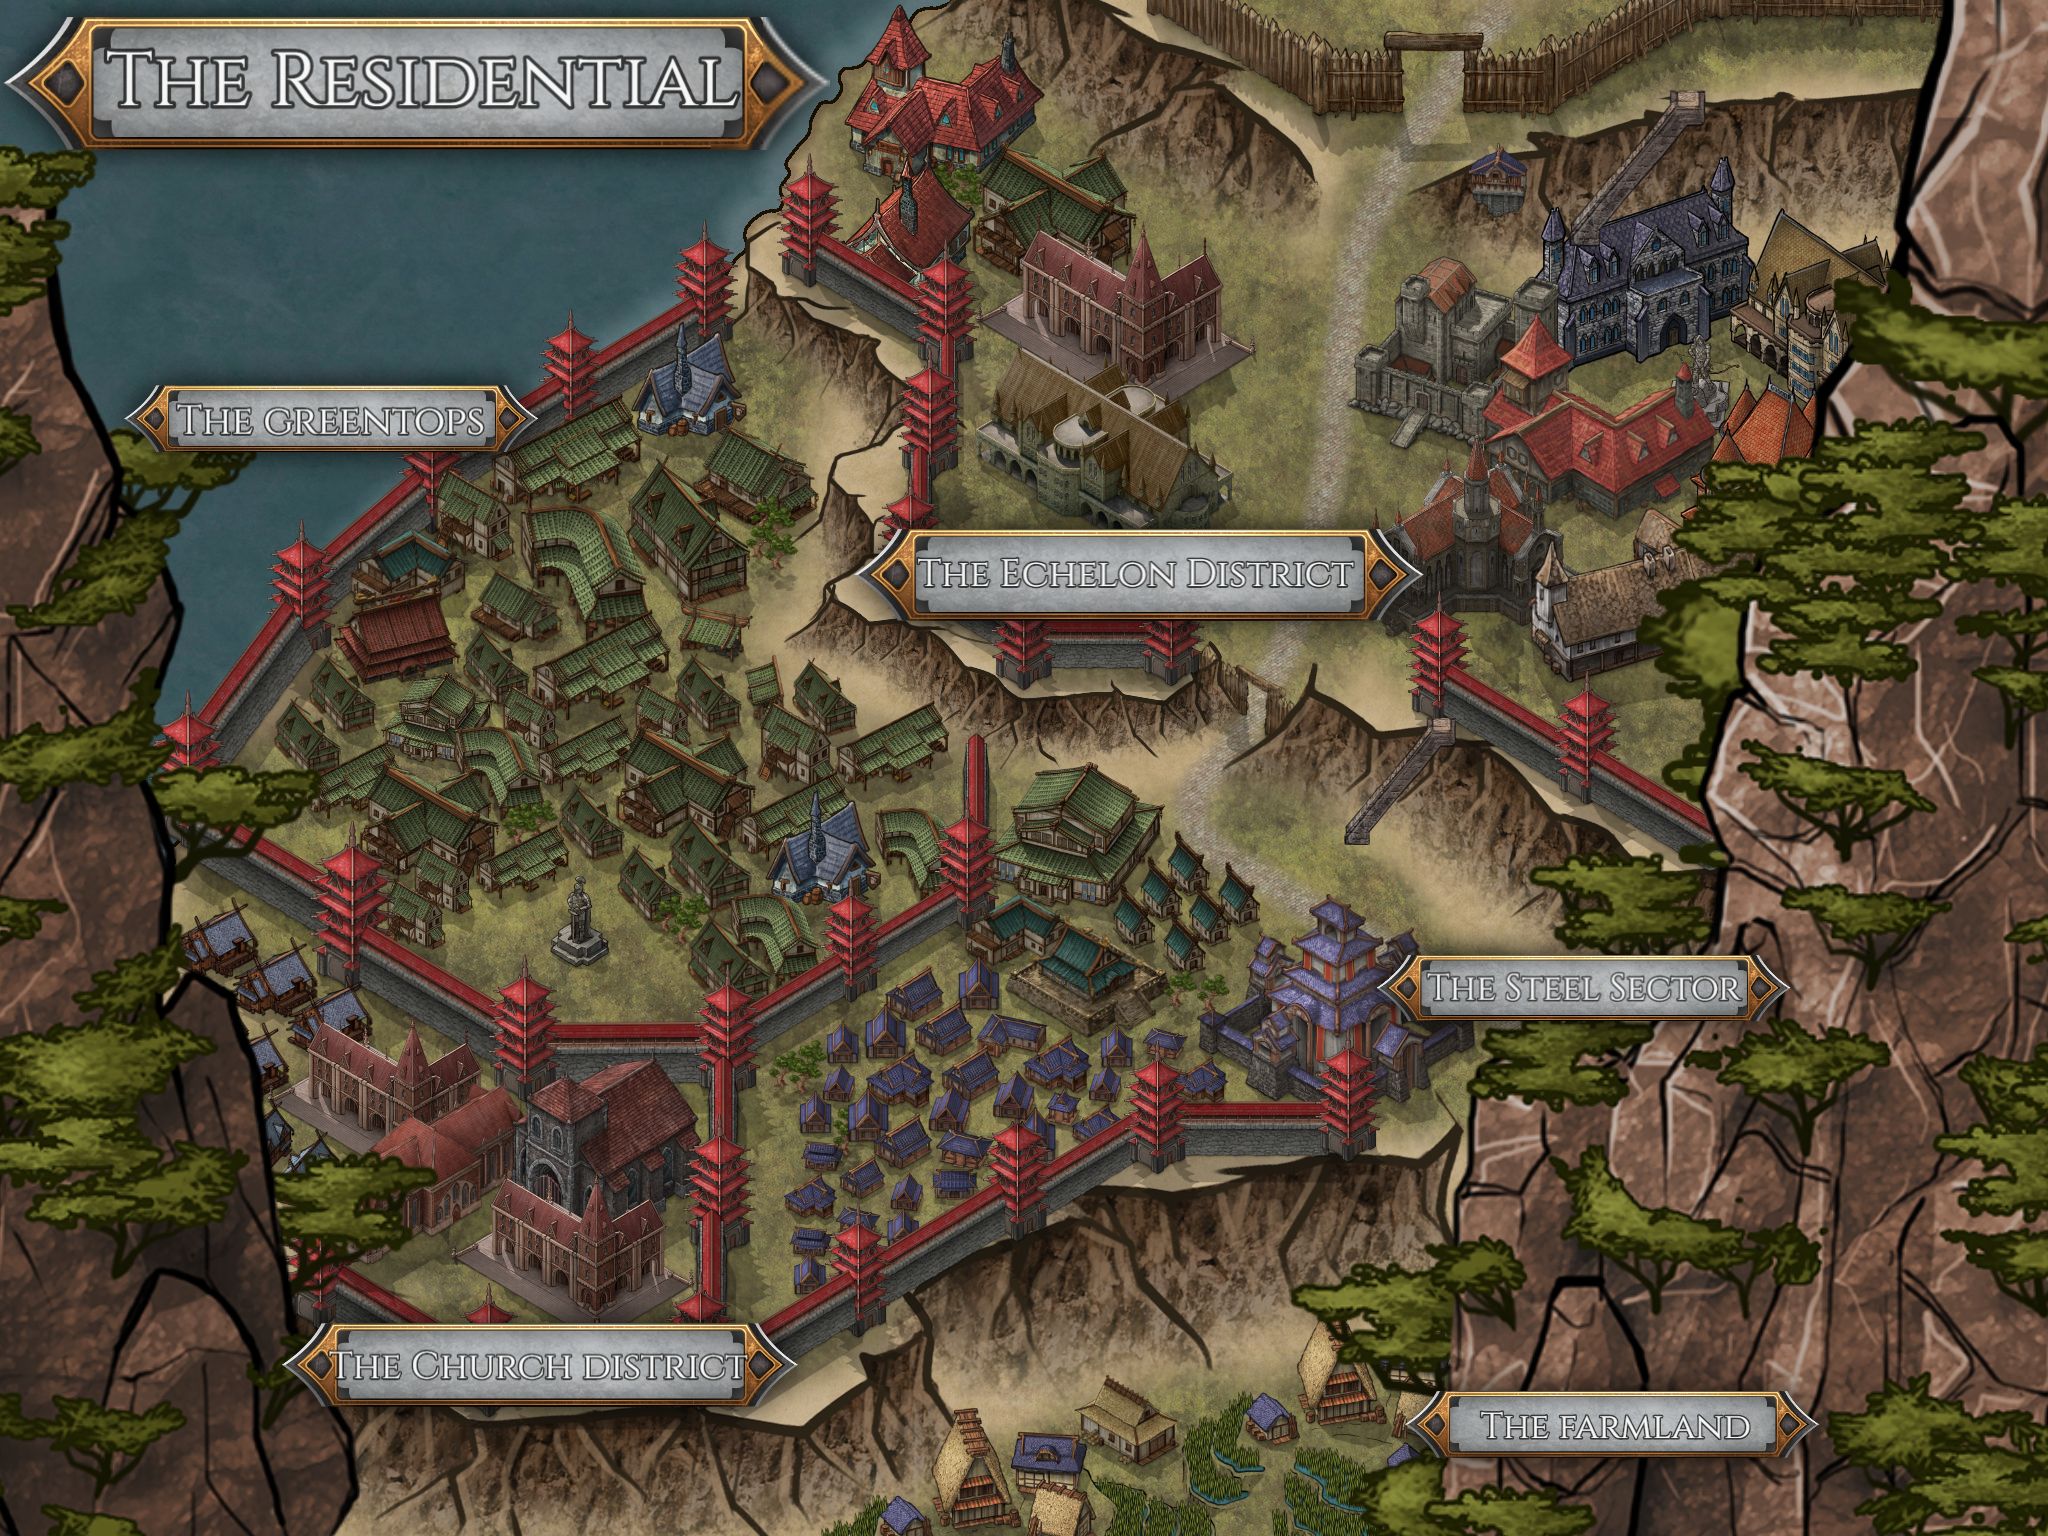 The Residential
The greentops
The Echelon District
The Steel Sector
The Church district
The farmland